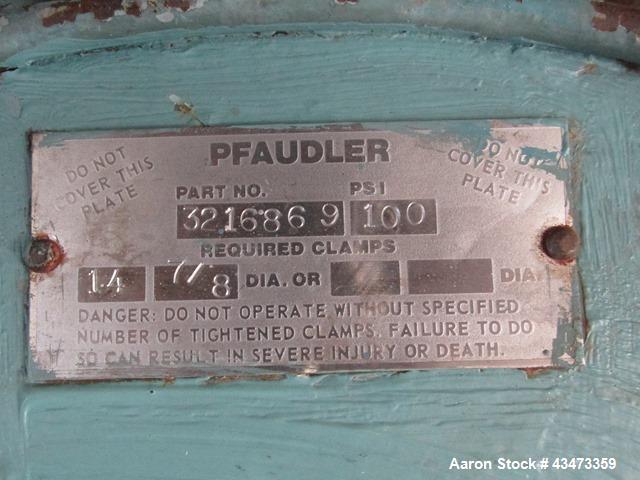 DO NOT
COVER THIS
PLATE
PFAUDLER
DO NOT
COVER THIS
PLATE
PART NO. PSI
3216869 100
REQUIRED CLAMPS
14 7/8 DIA. OR DIA.
DANGER: DO NOT OPERATE WITHOUT SPECIFIED
NUMBER OF TIGHTENED CLAMPS. FAILURE TO DO
SO CAN RESULT IN SEVERE INJURY OR DEATH.
Aaron Stock# 43473359